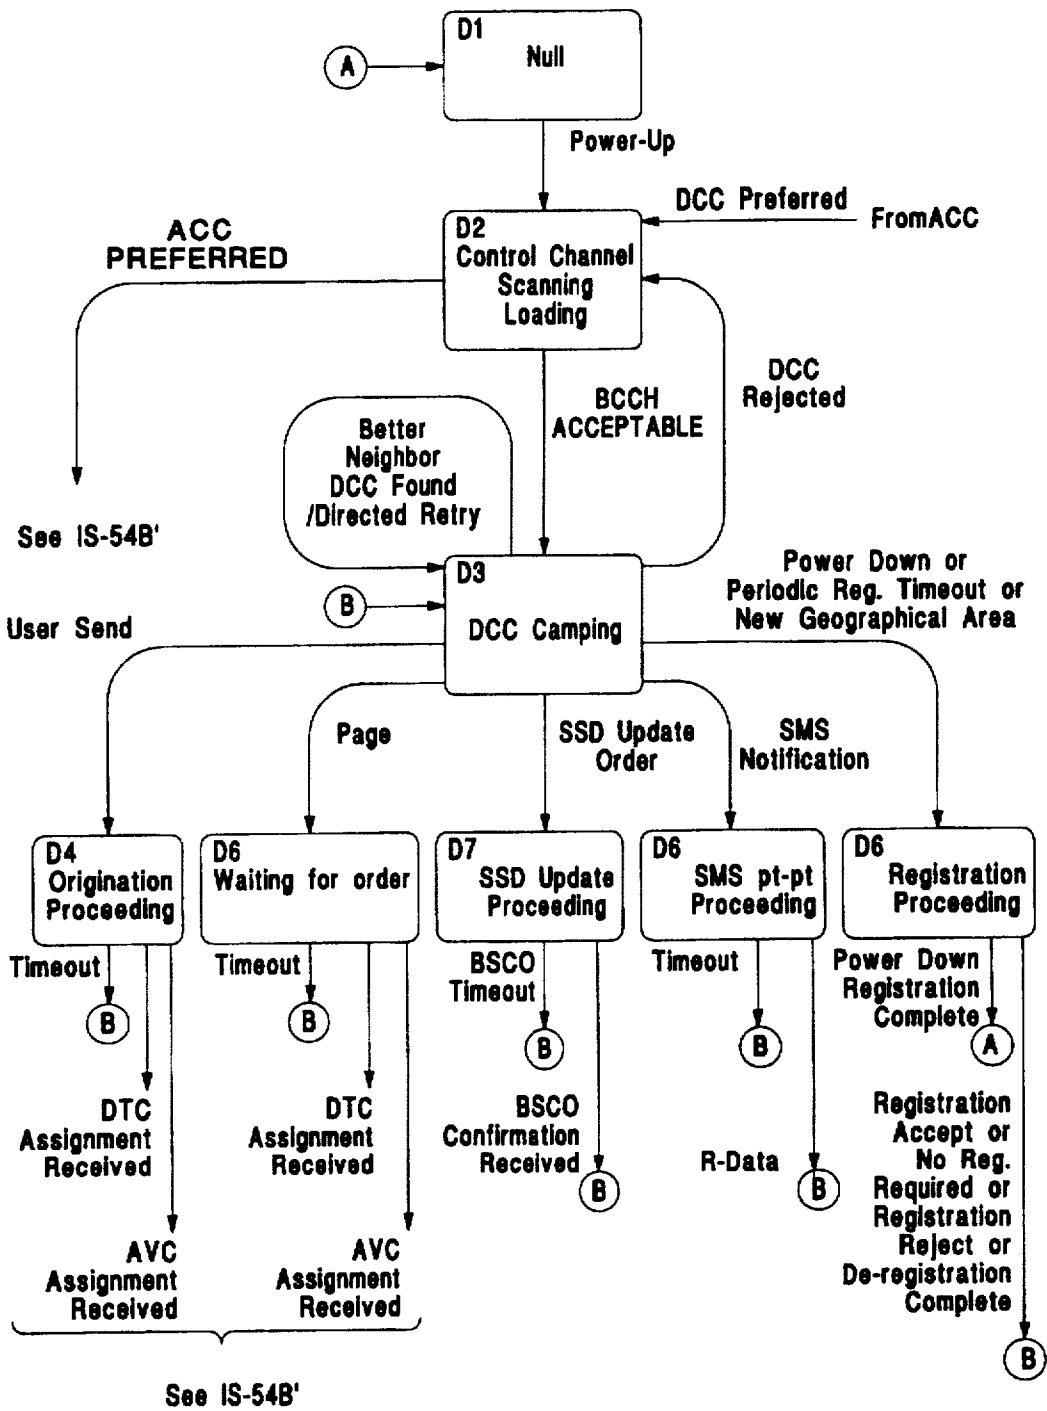 D1
Null
A
Power-Up
DCC Preferred
FromACC
ACC
PREFERRED
D2
Control Channel
Scanning
Loading
DCC
Rejected
BCCH
ACCEPTABLE
Better
Neighbor
DCC Found
/Directed Retry
See IS-54B'
D3
DCC Camping
B
Power Down or
Periodic Reg. Timeout or
New Geographical Area
User Send
Page
SSD Update
Order
SMS
Notification
D4
Origination
Proceeding
D6
Waiting for order
D7
SSD Update
Proceeding
D6
SMS pt-pt
Proceeding
D6
Registration
Proceeding
Timeout
B
Timeout
B
BSCO
Timeout
B
Timeout
B
Power Down
Registration
Complete
A
DTC
Assignment
Received
DTC
Assignment
Received
BSCO
Confirmation
Received
B
R-Data
B
Registration
Accept or
No Reg.
Required or
Registration
Reject or
De-registration
Complete
B
AVC
Assignment
Received
AVC
Assignment
Received
See IS-54B'